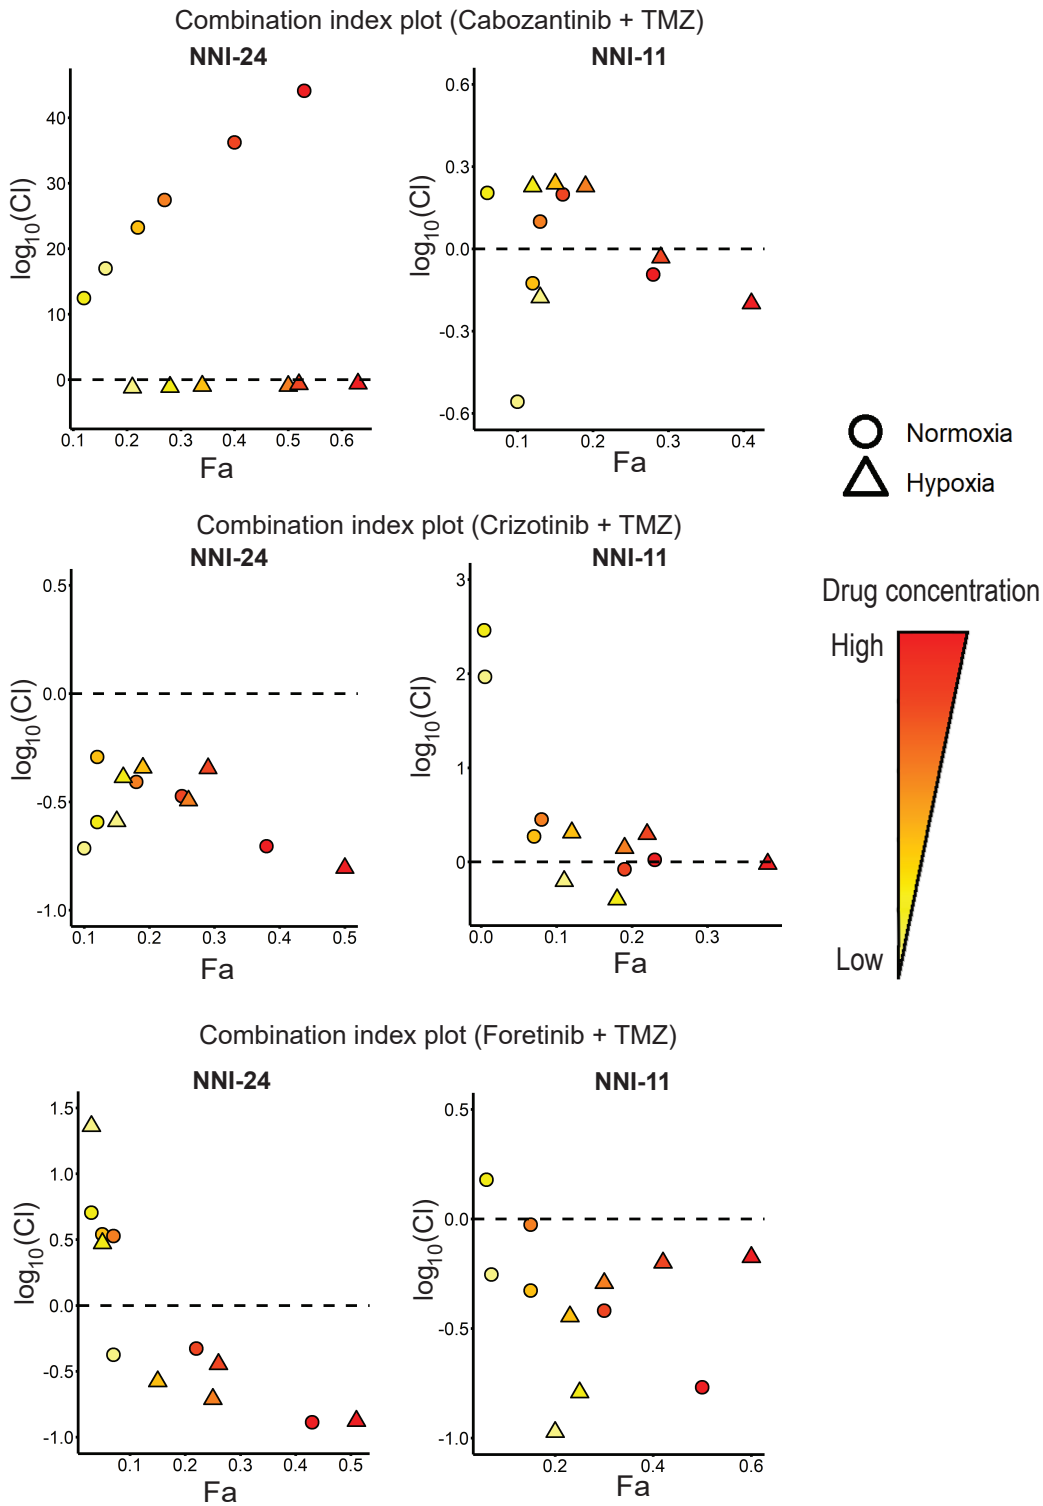 Combination index plot (Cabozantinib + TMZ)
NNI-24
NNI-11
log10(CI)
40
30
20
10
0
0.1 0.2 0.3 0.4 0.5 0.6
Fa
log10(CI)
0.6
0.3
0.0
-0.3
-0.6
0.1 0.2 0.3 0.4
Fa
Normoxia
Hypoxia
Combination index plot (Crizotinib + TMZ)
NNI-24
NNI-11
log10(CI)
0.5
0.0
-0.5
-1.0
0.1 0.2 0.3 0.4 0.5
Fa
log10(CI)
3
2
1
0
0.0 0.1 0.2 0.3
Fa
Drug concentration
High
Low
Combination index plot (Foretinib + TMZ)
NNI-24
NNI-11
log10(CI)
1.5
1.0
0.5
0.0
-0.5
-1.0
0.1 0.2 0.3 0.4 0.5
Fa
log10(CI)
0.5
0.0
-0.5
-1.0
0.2 0.4 0.6
Fa